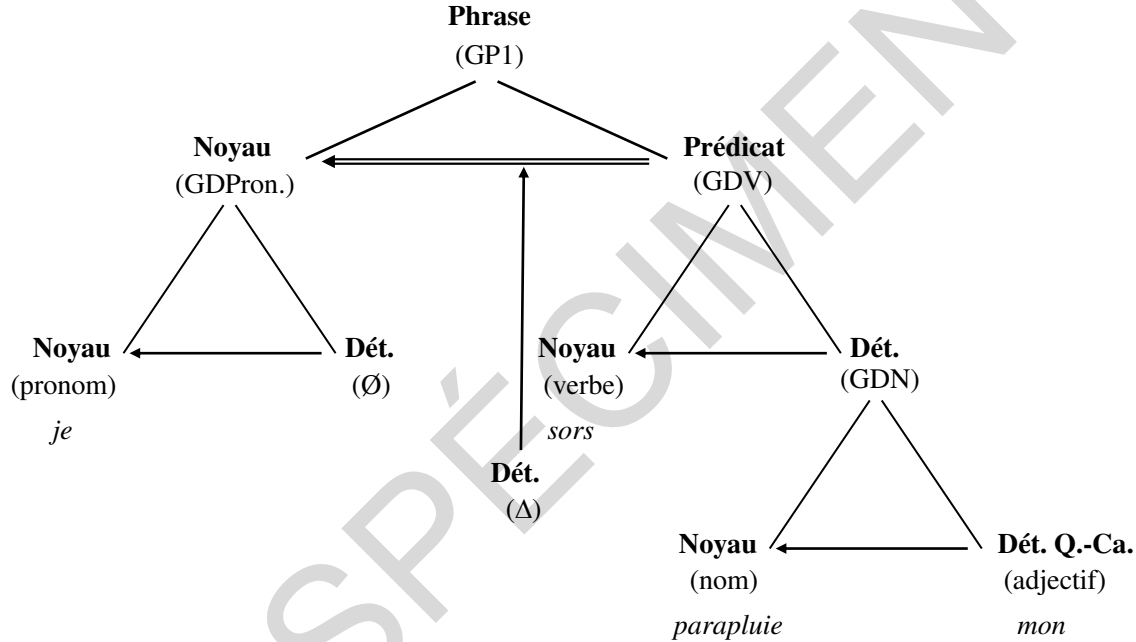 Phrase
(GP1)
Noyau
(GDPron.)
Prédicat
(GDV)
Noyau
(pronom)
je
Dét.
(Ø)
Noyau
(verbe)
sors
Dét.
(GDN)
Dét.
(Δ)
Noyau
(nom)
parapluie
Dét. Q.-Ca.
(adjectif)
mon
SPÉCIMEN